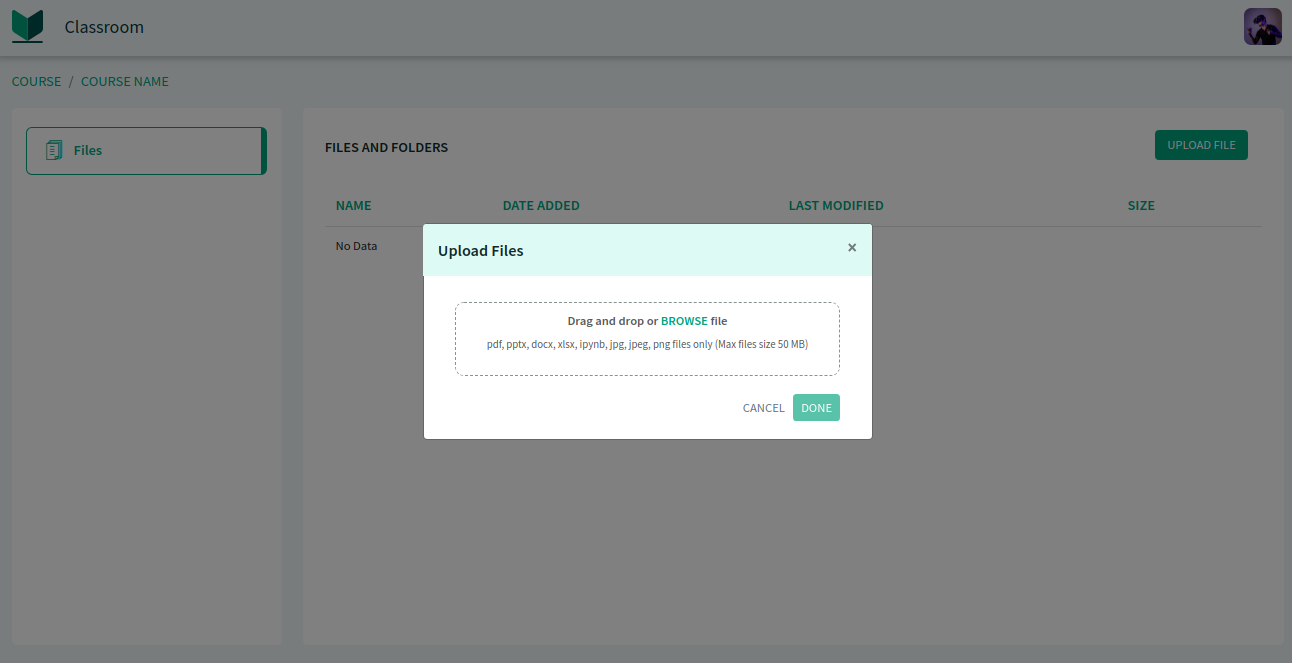 Classroom
COURSE / COURSE NAME
Files
FILES AND FOLDERS
UPLOAD FILE
NAME DATE ADDED LAST MODIFIED SIZE
No Data
Upload Files ×
Drag and drop or BROWSE file
pdf, pptx, docx, xlsx, ipynb, jpg, jpeg, png files only (Max files size 50 MB)
CANCEL DONE